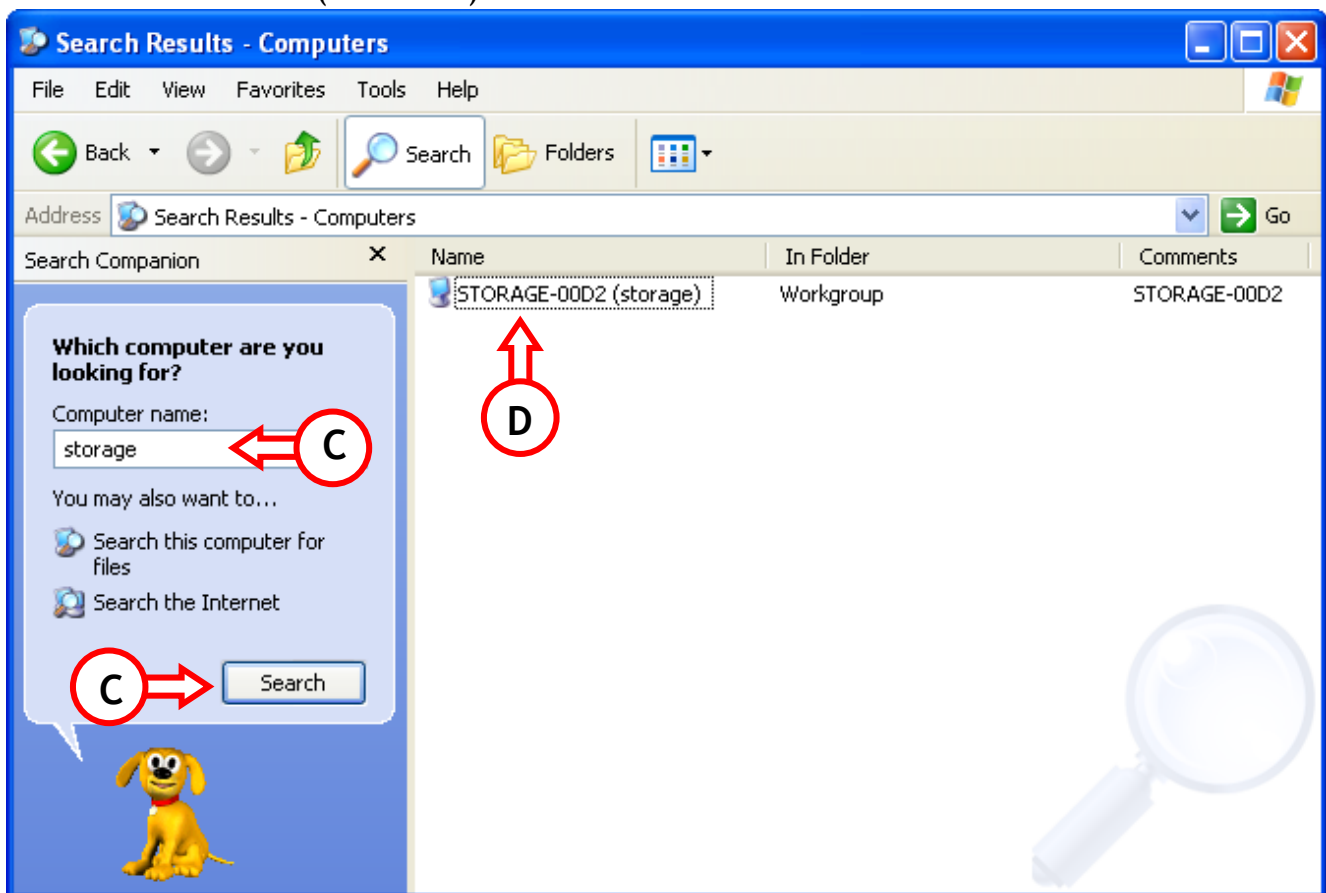 Search Results - Computers
File Edit View Favorites Tools Help
Back Search Folders
Address Search Results - Computers Go
Search Companion X Name In Folder Comments
STORAGE-00D2 (storage) Workgroup STORAGE-00D2
Which computer are you
looking for?
Computer name:
storage
C
D
You may also want to...
Search this computer for
files
Search the Internet
C
Search